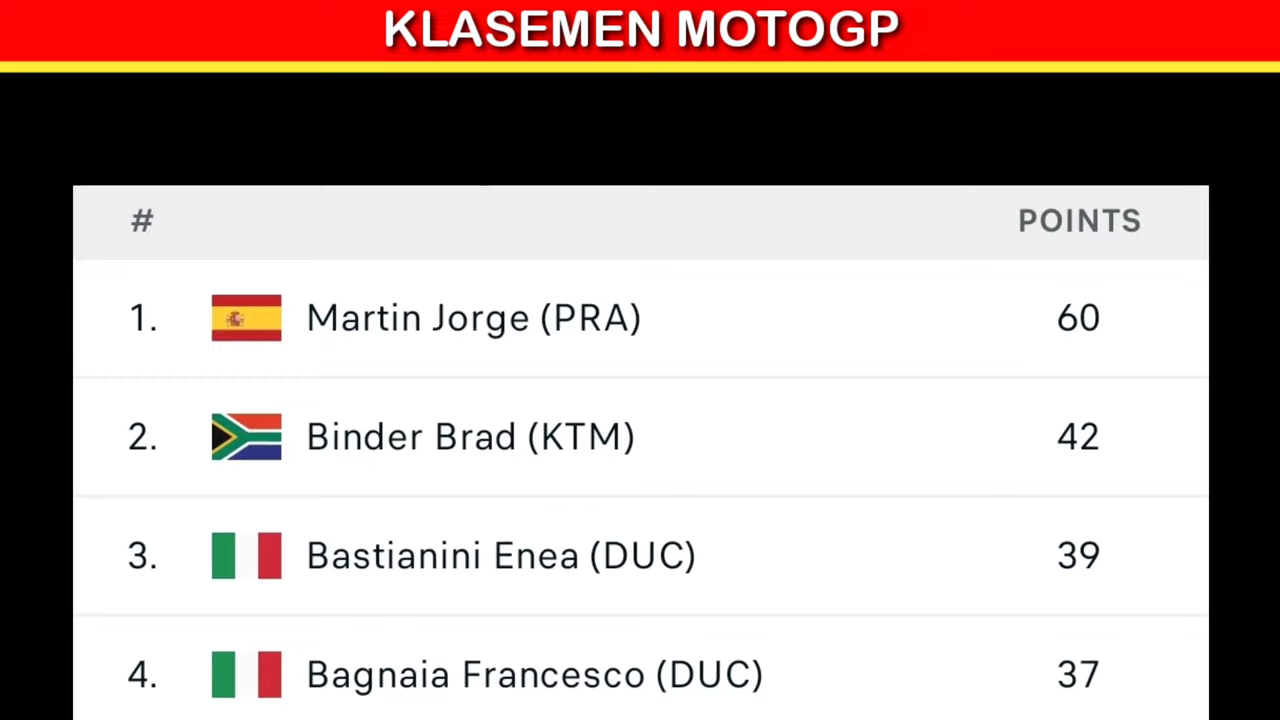 KLASEMEN MOTOGP
# POINTS
1. Martin Jorge (PRA) 60
2. Binder Brad (KTM) 42
3. Bastianini Enea (DUC) 39
4. Bagnaia Francesco (DUC) 37